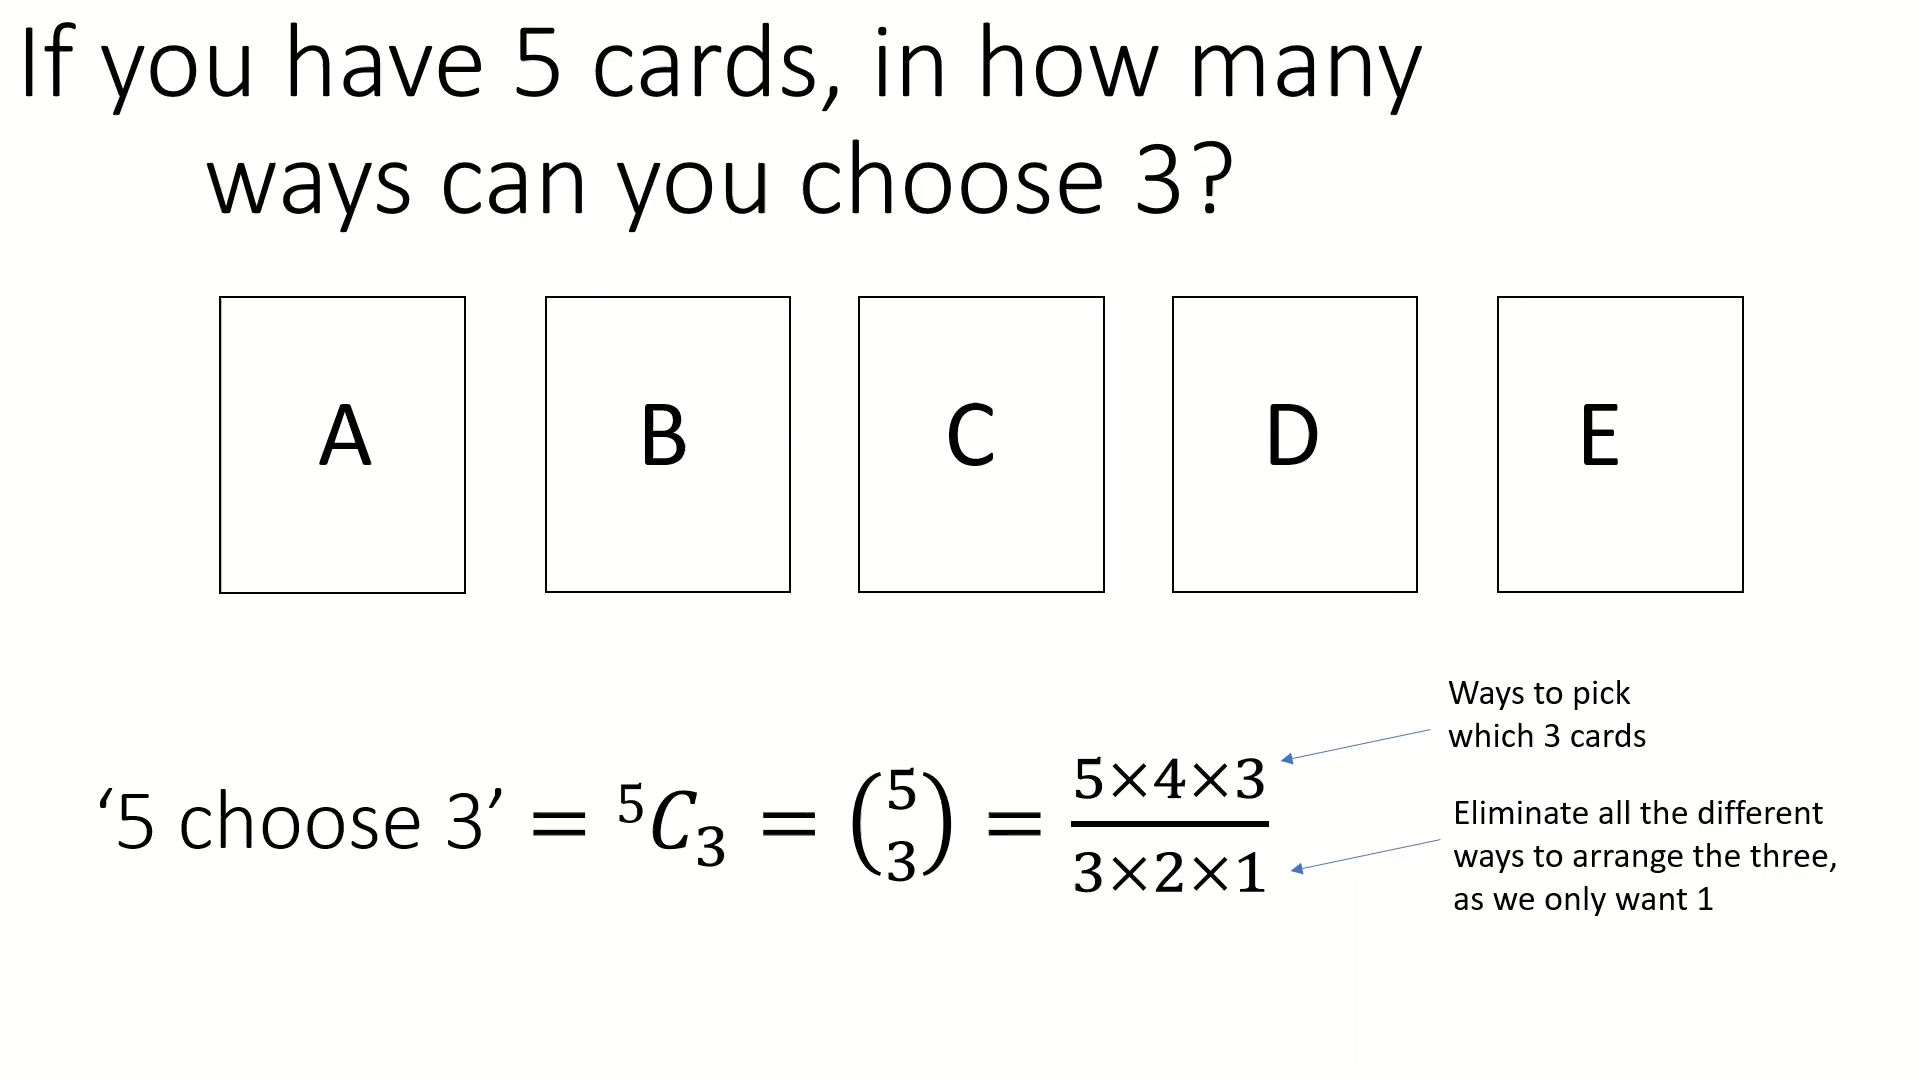 If you have 5 cards, in how many
ways can you choose 3?
A B C D E
Ways to pick
which 3 cards
‘5 choose 3’ = ⁵C₃ = (5 3) = 5×4×3 / 3×2×1
Eliminate all the different
ways to arrange the three,
as we only want 1